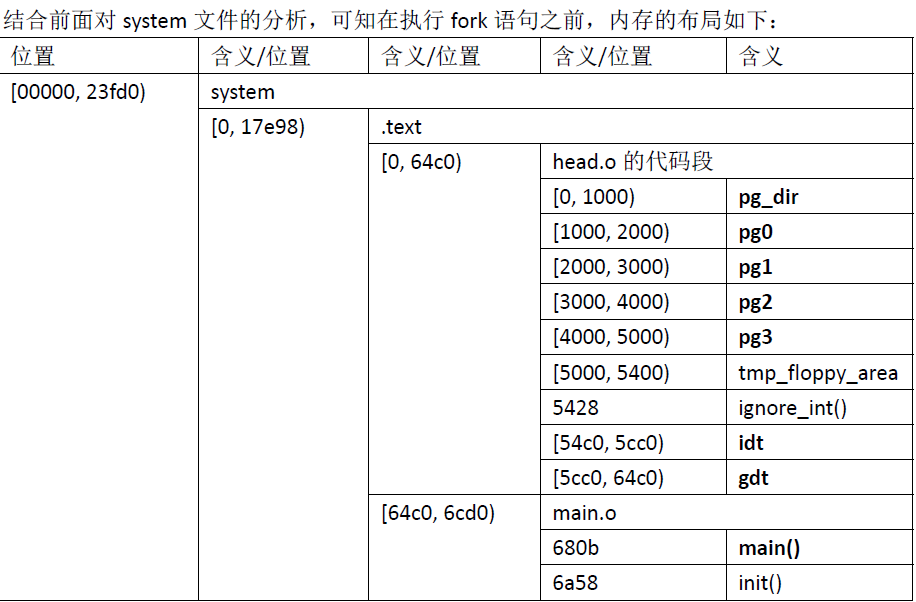 结合前面对 system 文件的分析，可知在执行 fork 语句之前，内存的布局如下：
位置 含义/位置 含义/位置 含义/位置 含义
[00000, 23fd0) system
[0, 17e98) .text
[0, 64c0) head.o 的代码段
[0, 1000) pg_dir
[1000, 2000) pg0
[2000, 3000) pg1
[3000, 4000) pg2
[4000, 5000) pg3
[5000, 5400) tmp_floppy_area
5428 ignore_int()
[54c0, 5cc0) idt
[5cc0, 64c0) gdt
[64c0, 6cd0) main.o
680b main()
6a58 init()